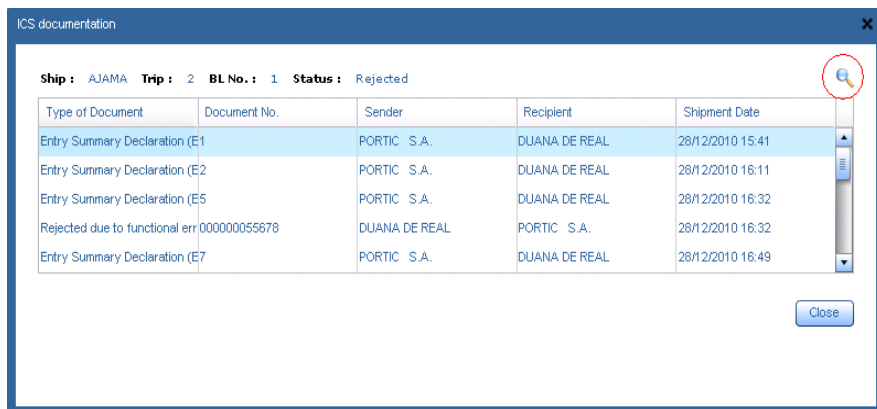 ICS documentation
Ship : AJAMA Trip : 2 BL No. : 1 Status : Rejected
Type of Document Document No. Sender Recipient Shipment Date
Entry Summary Declaration (E 1 PORTIC S.A. DUANA DE REAL 28/12/2010 15:41
Entry Summary Declaration (E 2 PORTIC S.A. DUANA DE REAL 28/12/2010 16:11
Entry Summary Declaration (E 5 PORTIC S.A. DUANA DE REAL 28/12/2010 16:32
Rejected due to functional err 000000055678 DUANA DE REAL PORTIC S.A. 28/12/2010 16:32
Entry Summary Declaration (E 7 PORTIC S.A. DUANA DE REAL 28/12/2010 16:49
Close